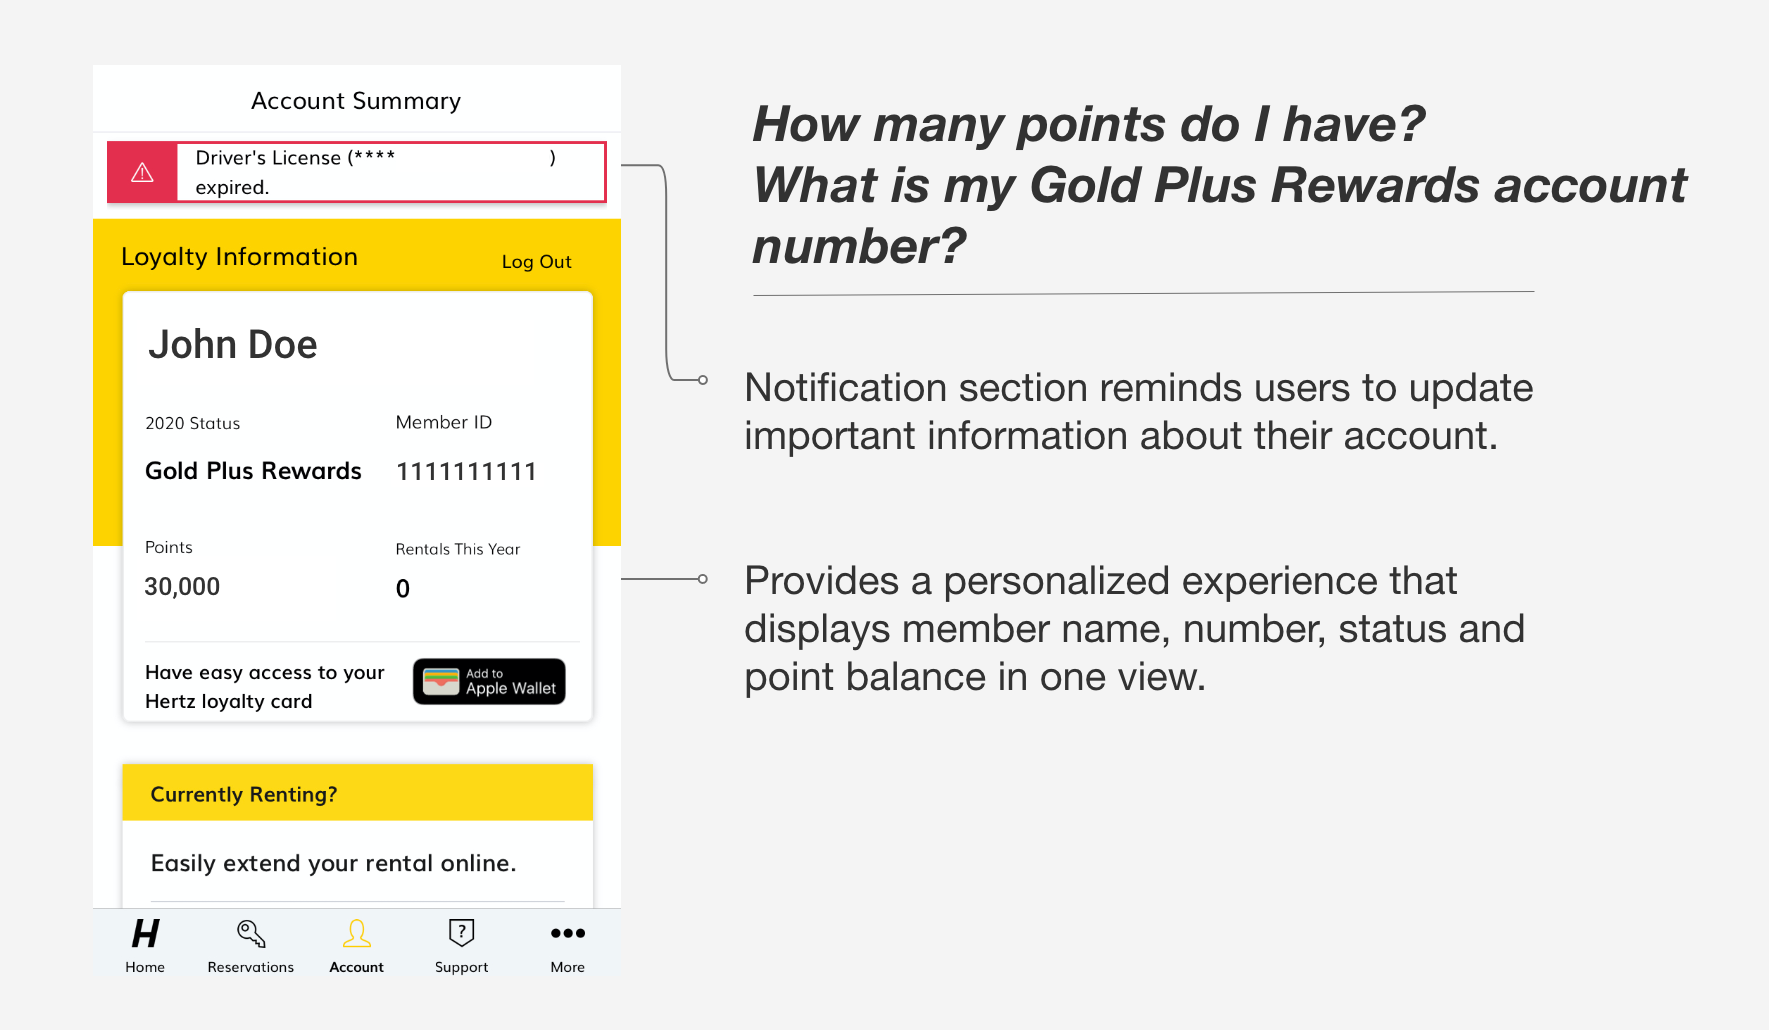 Account Summary
Driver's License (**** )
expired.
Loyalty Information
Log Out
John Doe
2020 Status
Member ID
Gold Plus Rewards
1111111111
Points
Rentals This Year
30,000
0
Have easy access to your
Hertz loyalty card
Add to
Apple Wallet
Currently Renting?
Easily extend your rental online.
H
?
Home
Reservations
Account
Support
More
How many points do I have?
What is my Gold Plus Rewards account
number?
Notification section reminds users to update
important information about their account.
Provides a personalized experience that
displays member name, number, status and
point balance in one view.